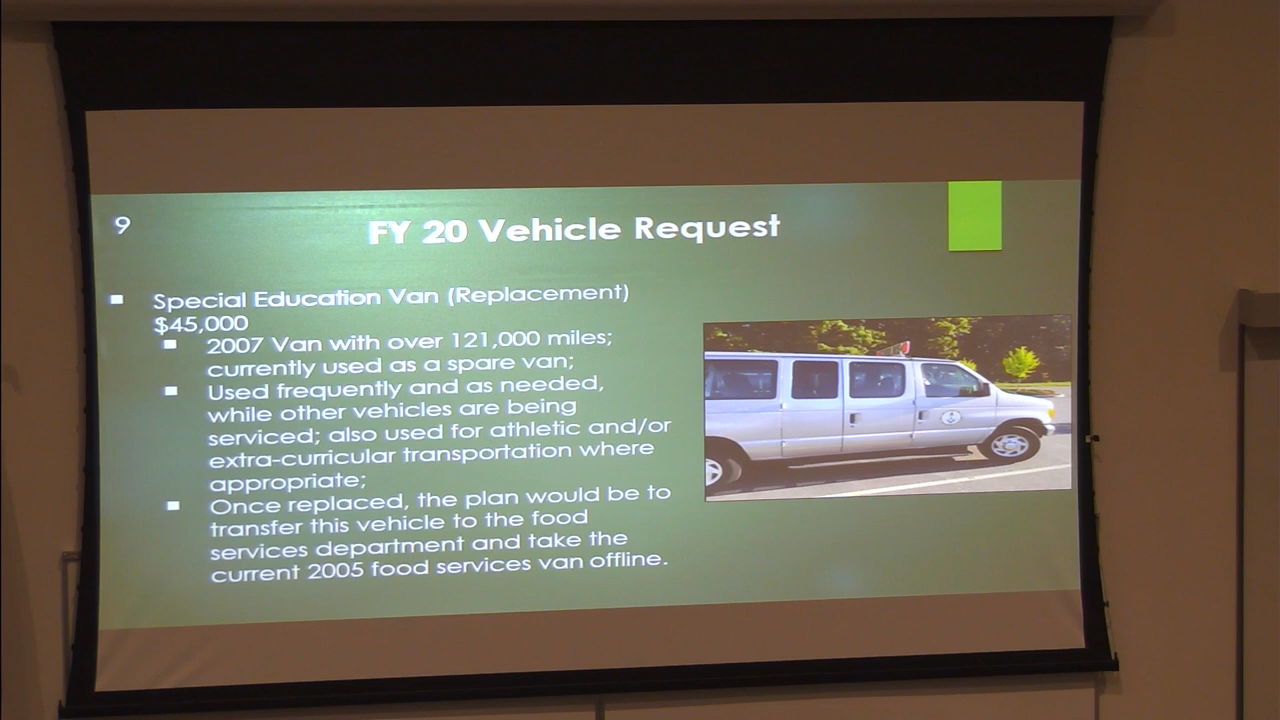 9
FY 20 Vehicle Request
Special Education Van (Replacement)
$45,000
2007 Van with over 121,000 miles;
currently used as a spare van;
Used frequently and as needed,
while other vehicles are being
serviced; also used for athletic and/or
extra-curricular transportation where
appropriate;
Once replaced, the plan would be to
transfer this vehicle to the food
services department and take the
current 2005 food services van offline.